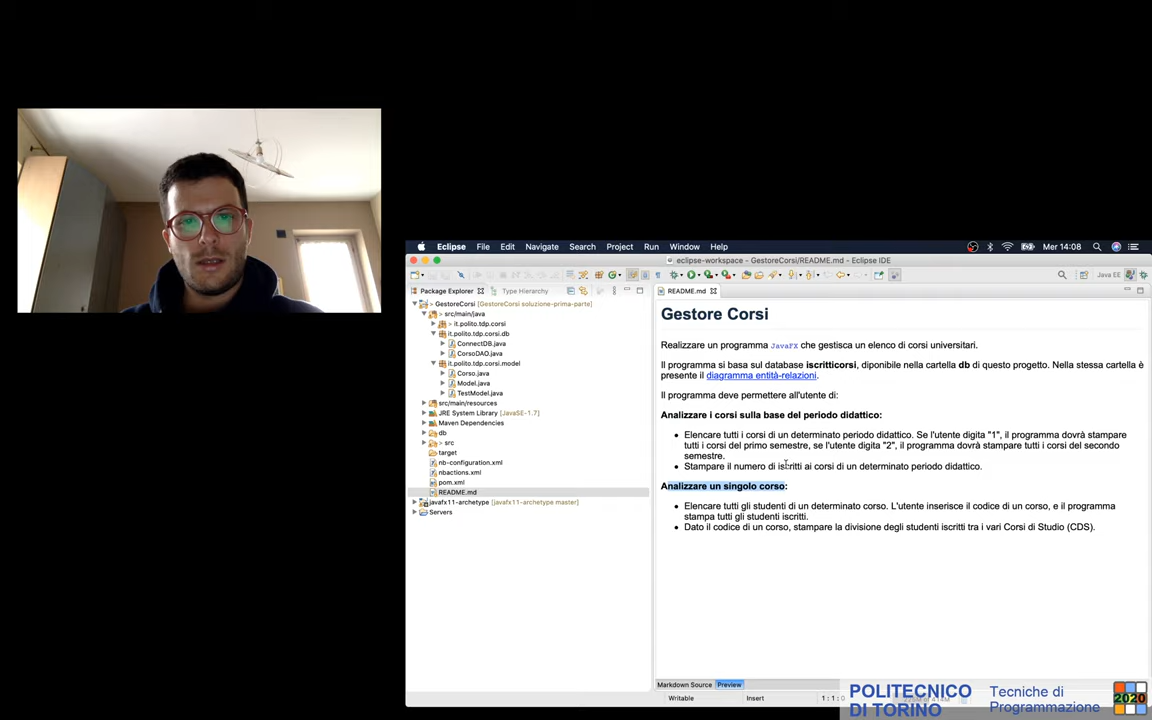 Eclipse File Edit Navigate Search Project Run Window Help
Mer 14:08
eclipse-workspace - GestoreCorsi/README.md - Eclipse IDE
Java EE
Package Explorer
Type Hierarchy
README.md
GestoreCorsi [GestoreCorsi soluzione-prima-parte]
src/main/java
it.polito.tdp.corsi
it.polito.tdp.corsi.db
ConnectDB.java
CorsoDAO.java
it.polito.tdp.corsi.model
Corso.java
Model.java
TestModel.java
src/main/resources
JRE System Library [JavaSE-1.7]
Maven Dependencies
db
src
target
nb-configuration.xml
nbactions.xml
pom.xml
README.md
javafx11-archetype [javafx11-archetype master]
Servers
Gestore Corsi
Realizzare un programma JavaFX che gestisca un elenco di corsi universitari.
Il programma si basa sul database iscritticorsi, diponibile nella cartella db di questo progetto. Nella stessa cartella è
presente il diagramma entità-relazioni.
Il programma deve permettere all'utente di:
Analizzare i corsi sulla base del periodo didattico:
Elencare tutti i corsi di un determinato periodo didattico. Se l'utente digita "1", il programma dovrà stampare
tutti i corsi del primo semestre, se l'utente digita "2", il programma dovrà stampare tutti i corsi del secondo
semestre.
Stampare il numero di iscritti ai corsi di un determinato periodo didattico.
Analizzare un singolo corso:
Elencare tutti gli studenti di un determinato corso. L'utente inserisce il codice di un corso, e il programma
stampa tutti gli studenti iscritti.
Dato il codice di un corso, stampare la divisione degli studenti iscritti tra i vari Corsi di Studio (CDS).
Markdown Source Preview
Writable
Insert
POLITECNICO
DI TORINO
Tecniche di
Programmazione
2020